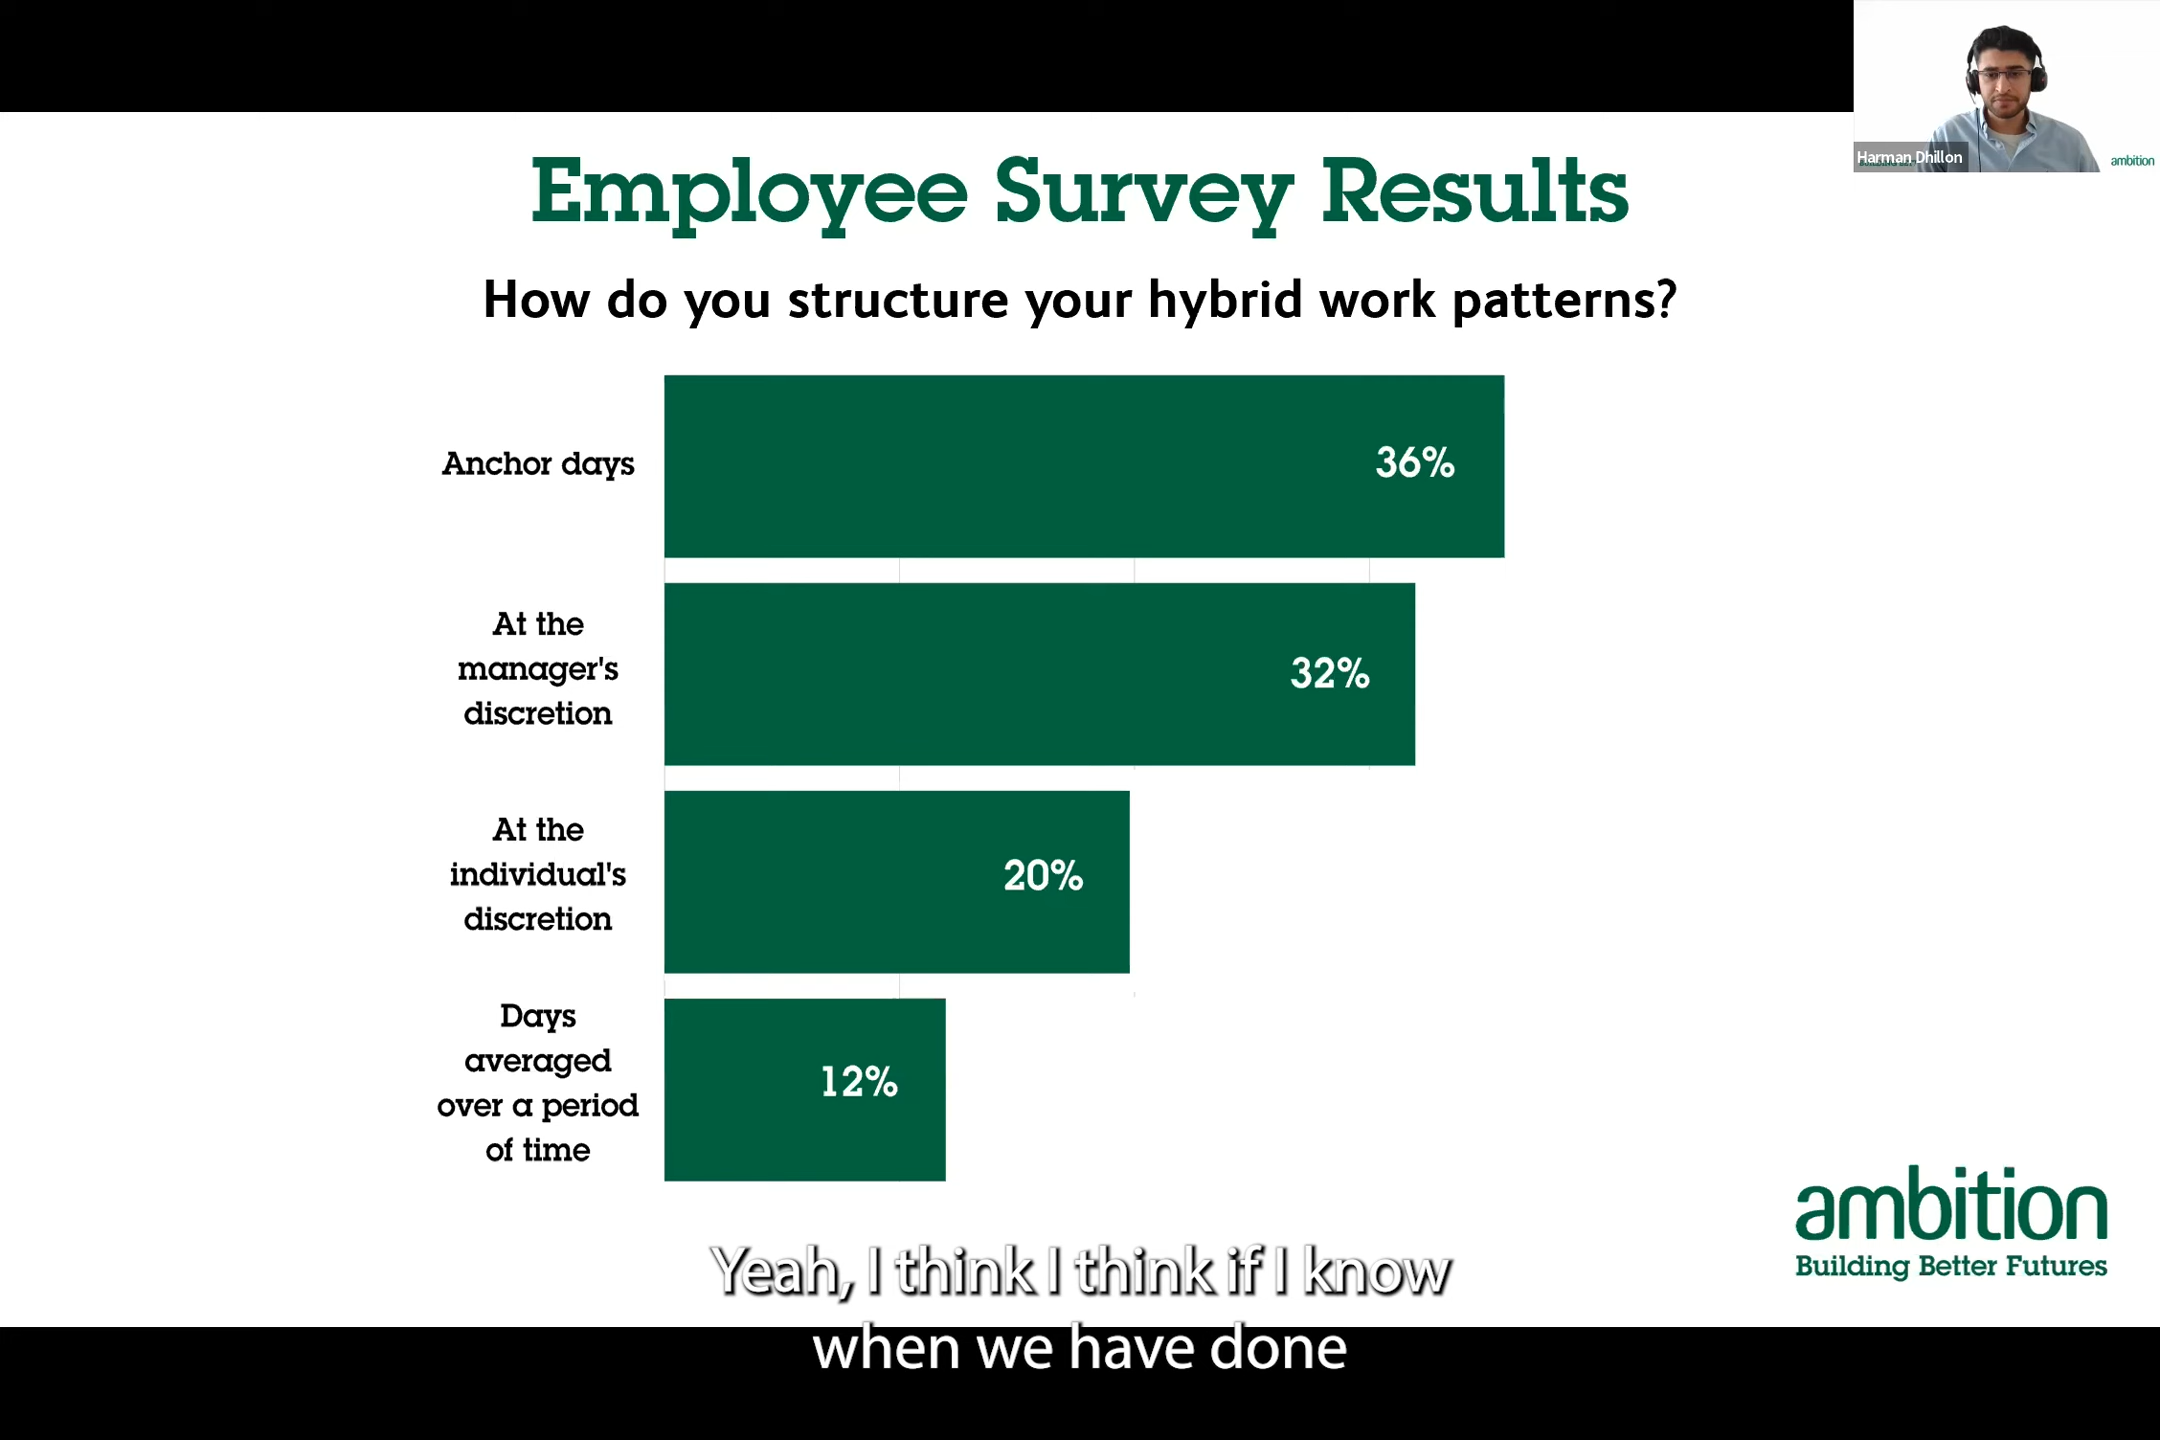 Harman Dhillon
ambition
Employee Survey Results
How do you structure your hybrid work patterns?
Anchor days
36%
At the
manager's
discretion
32%
At the
individual's
discretion
20%
Days
averaged
over a period
of time
12%
ambition
Building Better Futures
Yeah, I think I think if I know
when we have done